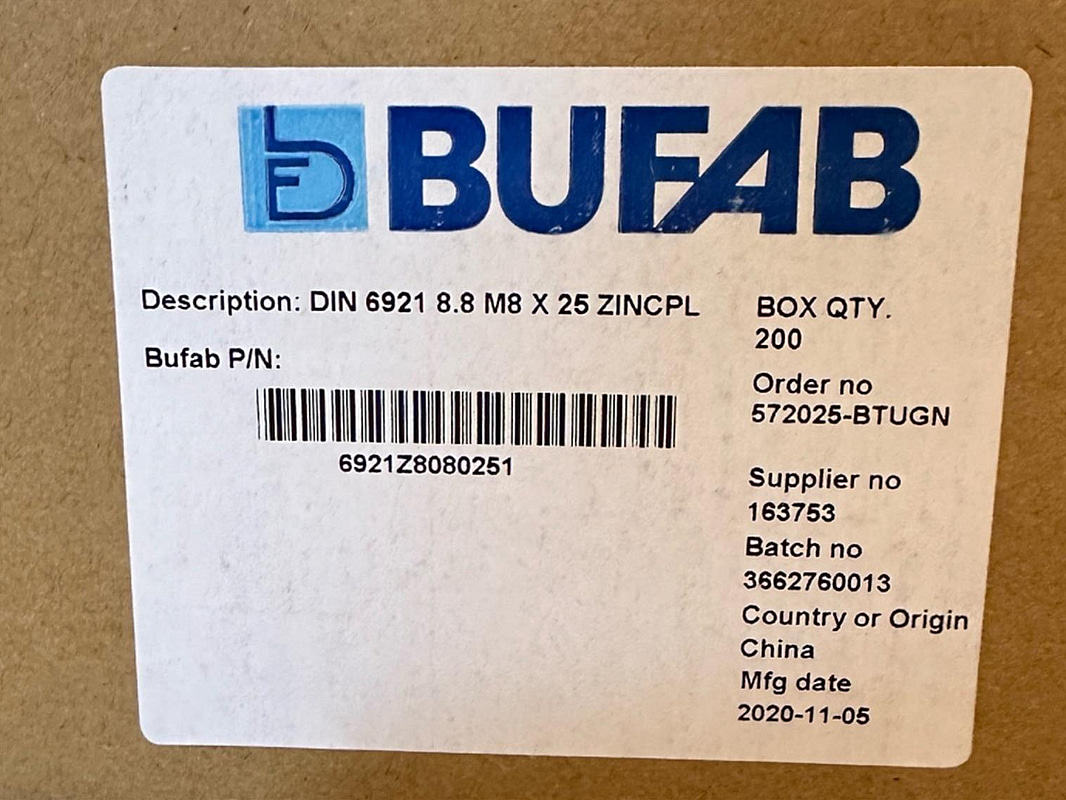 BUFAB
Description: DIN 6921 8.8 M8 X 25 ZINCPL
Bufab P/N:
6921Z8080251
BOX QTY.
200
Order no
572025-BTUGN
Supplier no
163753
Batch no
3662760013
Country or Origin
China
Mfg date
2020-11-05